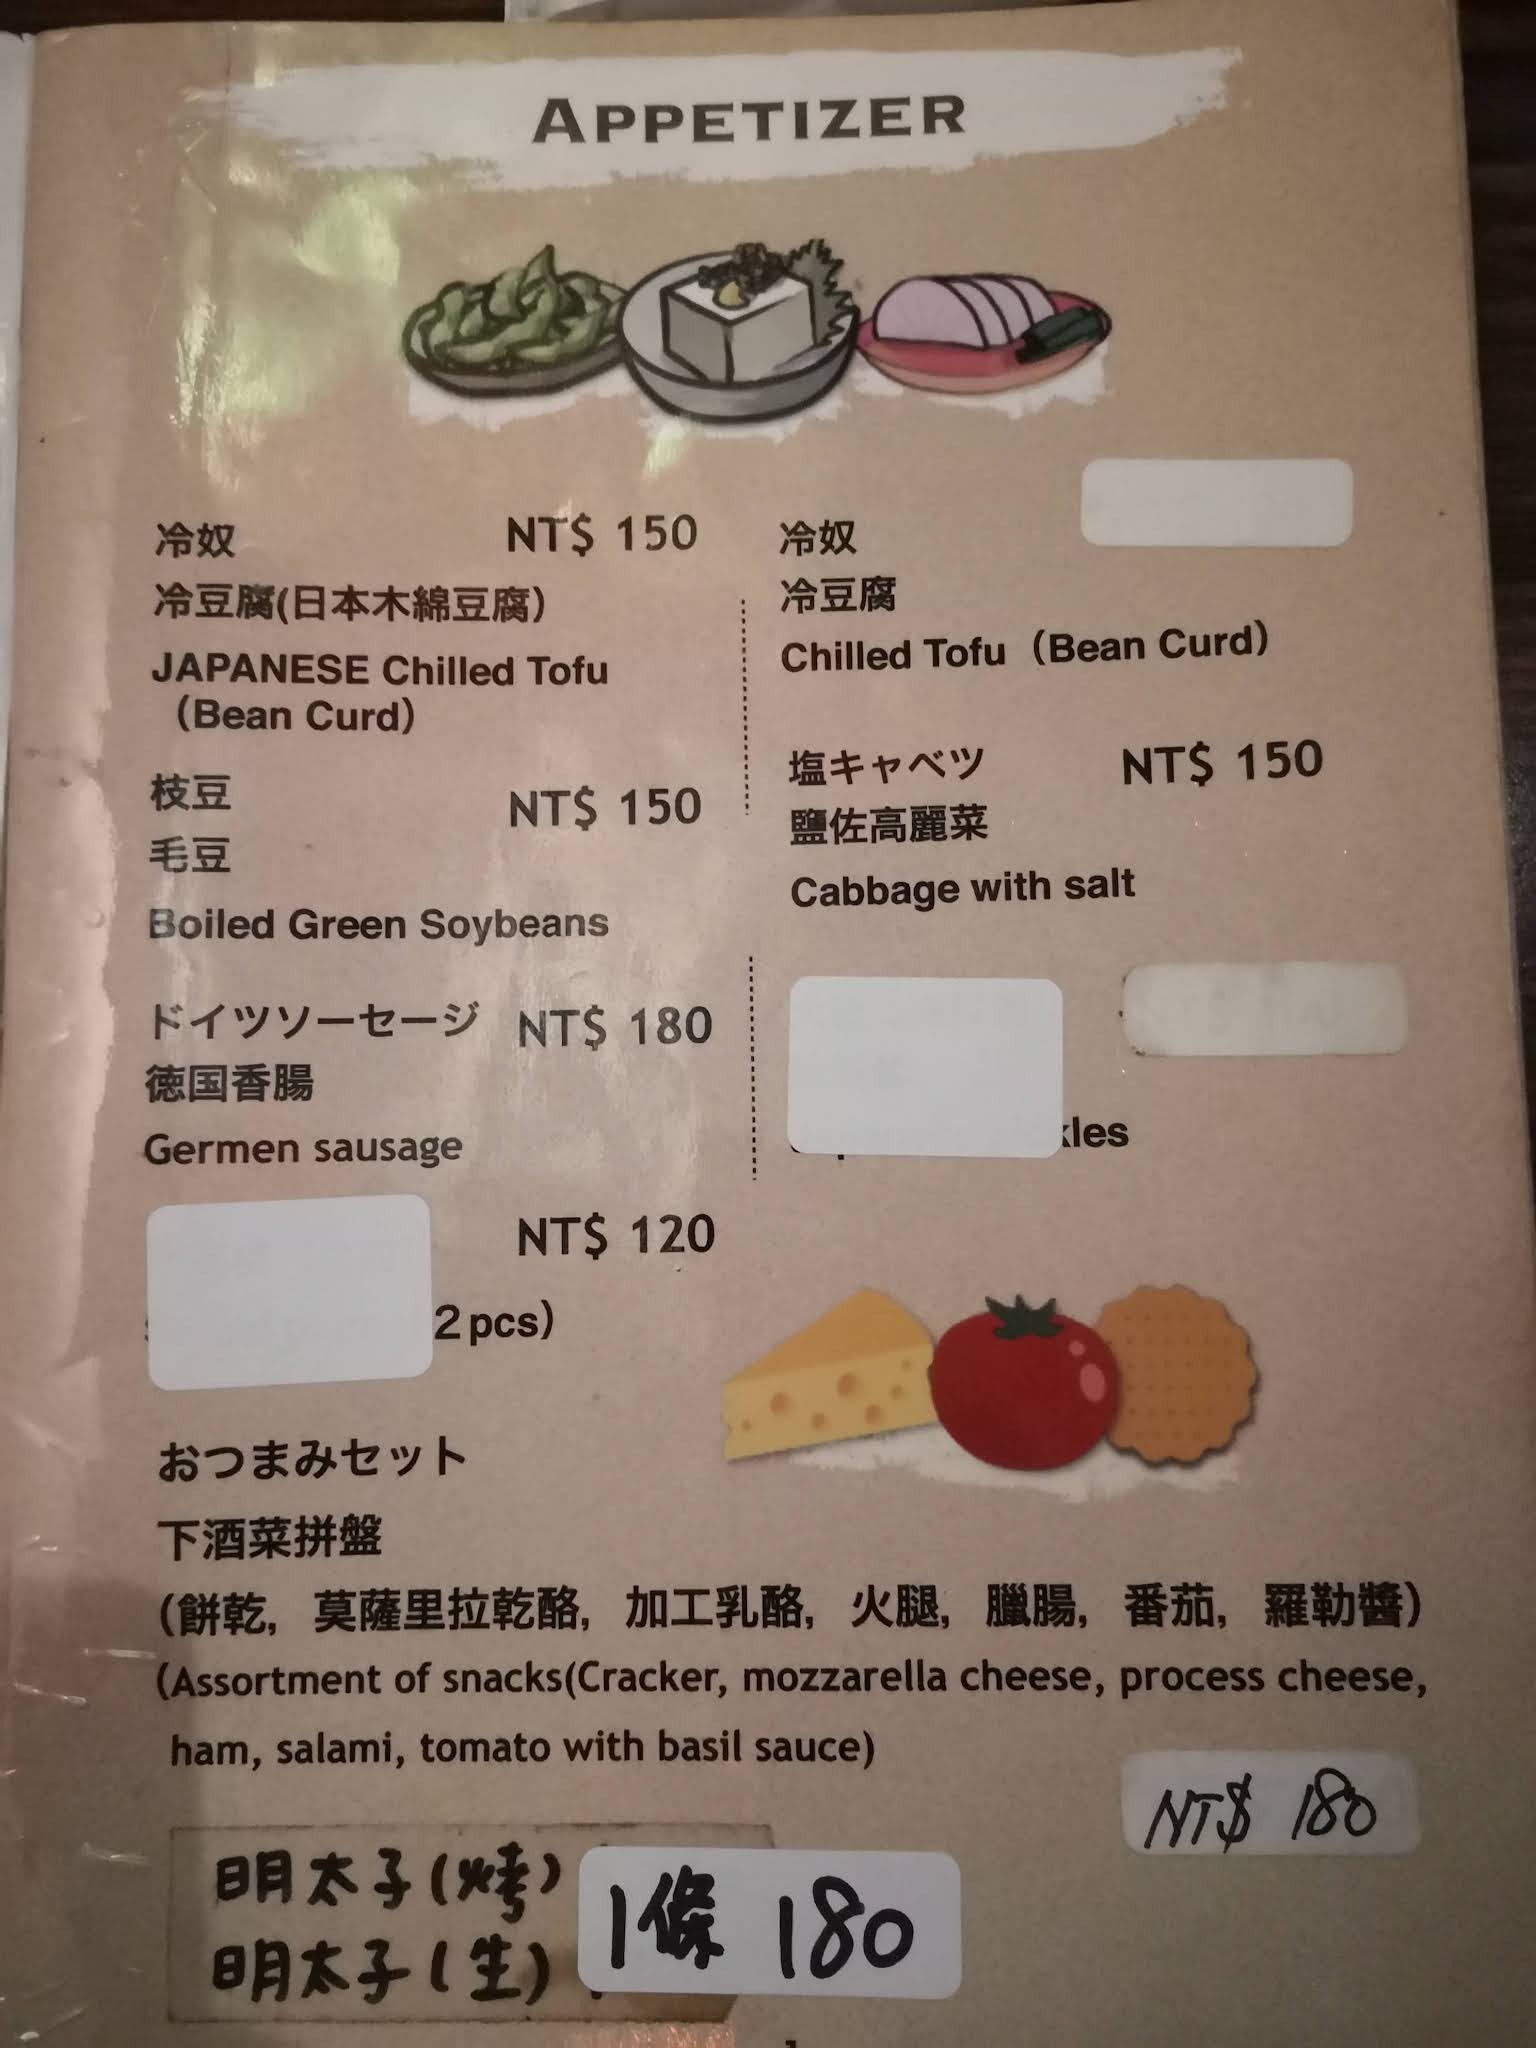 APPETIZER
冷奴 NT$ 150
冷豆腐(日本木綿豆腐)
JAPANESE Chilled Tofu
(Bean Curd)
枝豆 NT$ 150
毛豆
Boiled Green Soybeans
ドイツソーセージ NT$ 180
徳国香腸
Germen sausage
NT$ 120
2pcs)
冷奴
冷豆腐
Chilled Tofu (Bean Curd)
塩キャベツ NT$ 150
鹽佐高麗菜
Cabbage with salt
kles
おつまみセット
下酒菜拼盤
(餅乾, 莫薩里拉乾酪, 加工乳酪, 火腿, 臘腸, 番茄, 羅勒醬)
(Assortment of snacks(Cracker, mozzarella cheese, process cheese,
ham, salami, tomato with basil sauce)
NT$ 180
明太子(烤)
明太子(生)
1條 180